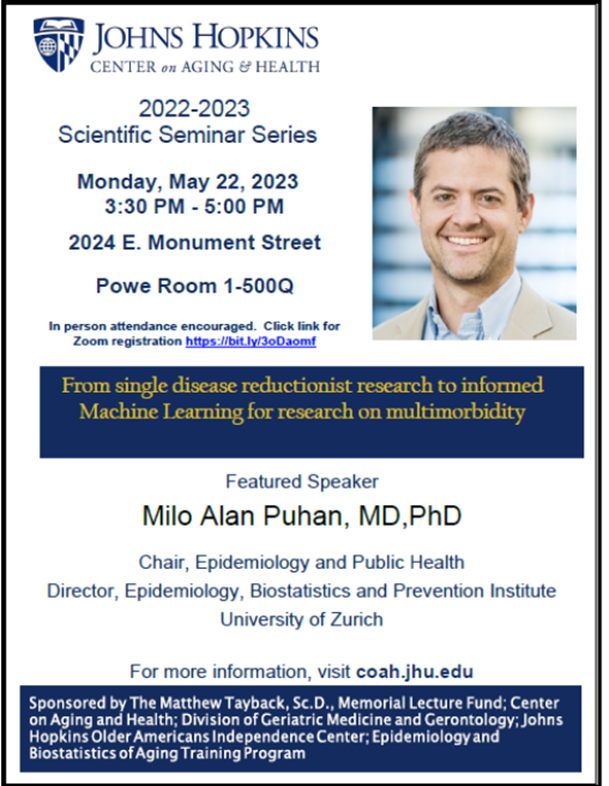 JOHNS HOPKINS
CENTER on AGING & HEALTH
2022-2023
Scientific Seminar Series
Monday, May 22, 2023
3:30 PM - 5:00 PM
2024 E. Monument Street
Powe Room 1-500Q
In person attendance encouraged. Click link for
Zoom registration https://bit.ly/3oDaomf
From single disease reductionist research to informed
Machine Learning for research on multimorbidity
Featured Speaker
Milo Alan Puhan, MD,PhD
Chair, Epidemiology and Public Health
Director, Epidemiology, Biostatistics and Prevention Institute
University of Zurich
For more information, visit coah.jhu.edu
Sponsored by The Matthew Tayback, Sc.D., Memorial Lecture Fund; Center
on Aging and Health; Division of Geriatric Medicine and Gerontology; Johns
Hopkins Older Americans Independence Center; Epidemiology and
Biostatistics of Aging Training Program